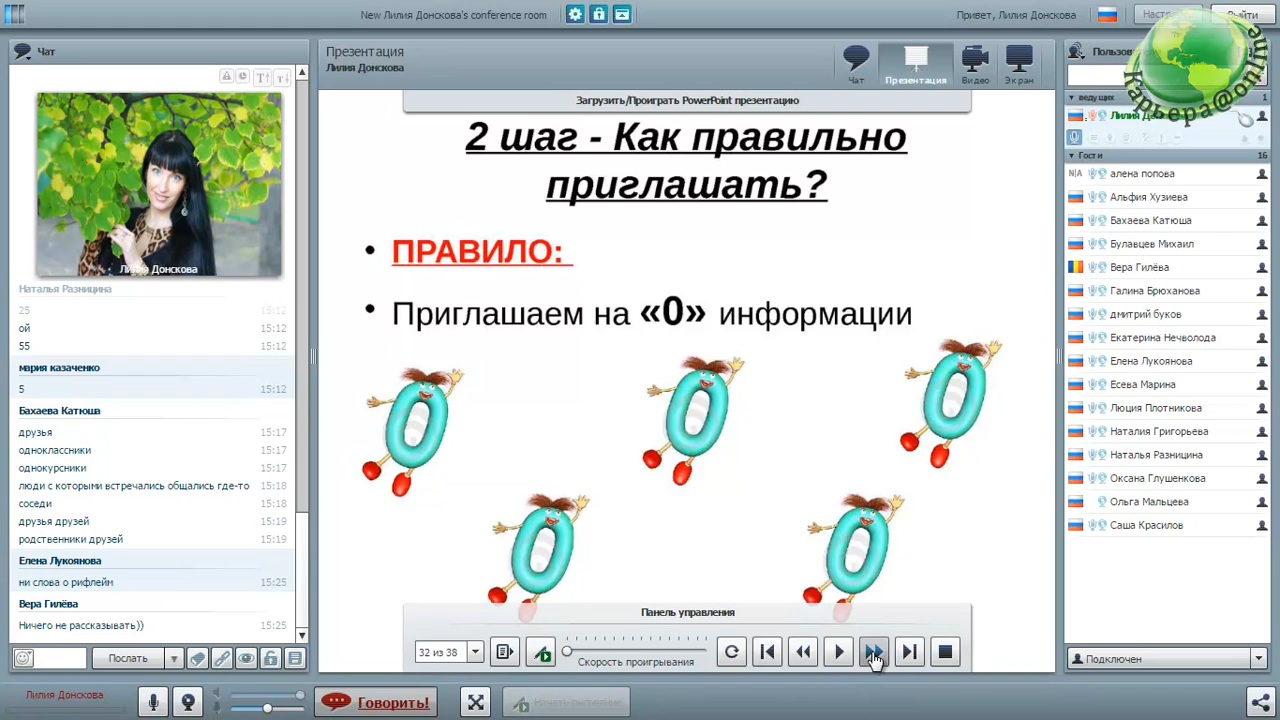 New Лилия Донскова's conference room
Привет, Лилия Донскова
Выйти
Карьера@online
Чат
Лилия Донскова
Наталья Разницина
25 15:12
ой 15:12
55 15:12
мария казаченко
5 15:12
Бахаева Катюша
друзья 15:17
одноклассники 15:17
однокурсники 15:17
люди с которыми встречались общались где-то 15:18
соседи 15:18
друзья друзей 15:19
родственники друзей 15:19
Елена Лукоянова
ни слова о рифлейм 15:25
Вера Гилёва
Ничего не рассказывать)) 15:25
Послать
Презентация
Лилия Донскова
Чат
Презентация
Видео
Экран
Загрузить/Проиграть PowerPoint презентацию
2 шаг - Как правильно
приглашать?
• ПРАВИЛО:
• Приглашаем на «0» информации
Панель управления
32 из 38
Скорость проигрывания
ведущих 1
Гости 16
N/A алена попова
Альфия Хузиева
Бахаева Катюша
Булавцев Михаил
Вера Гилёва
Галина Брюханова
дмитрий буков
Екатерина Нечволода
Елена Лукоянова
Есева Марина
Люция Плотникова
Наталия Григорьева
Наталья Разницина
Оксана Глушенкова
Ольга Мальцева
Саша Красилов
Подключен
Лилия Донскова
Говорить!